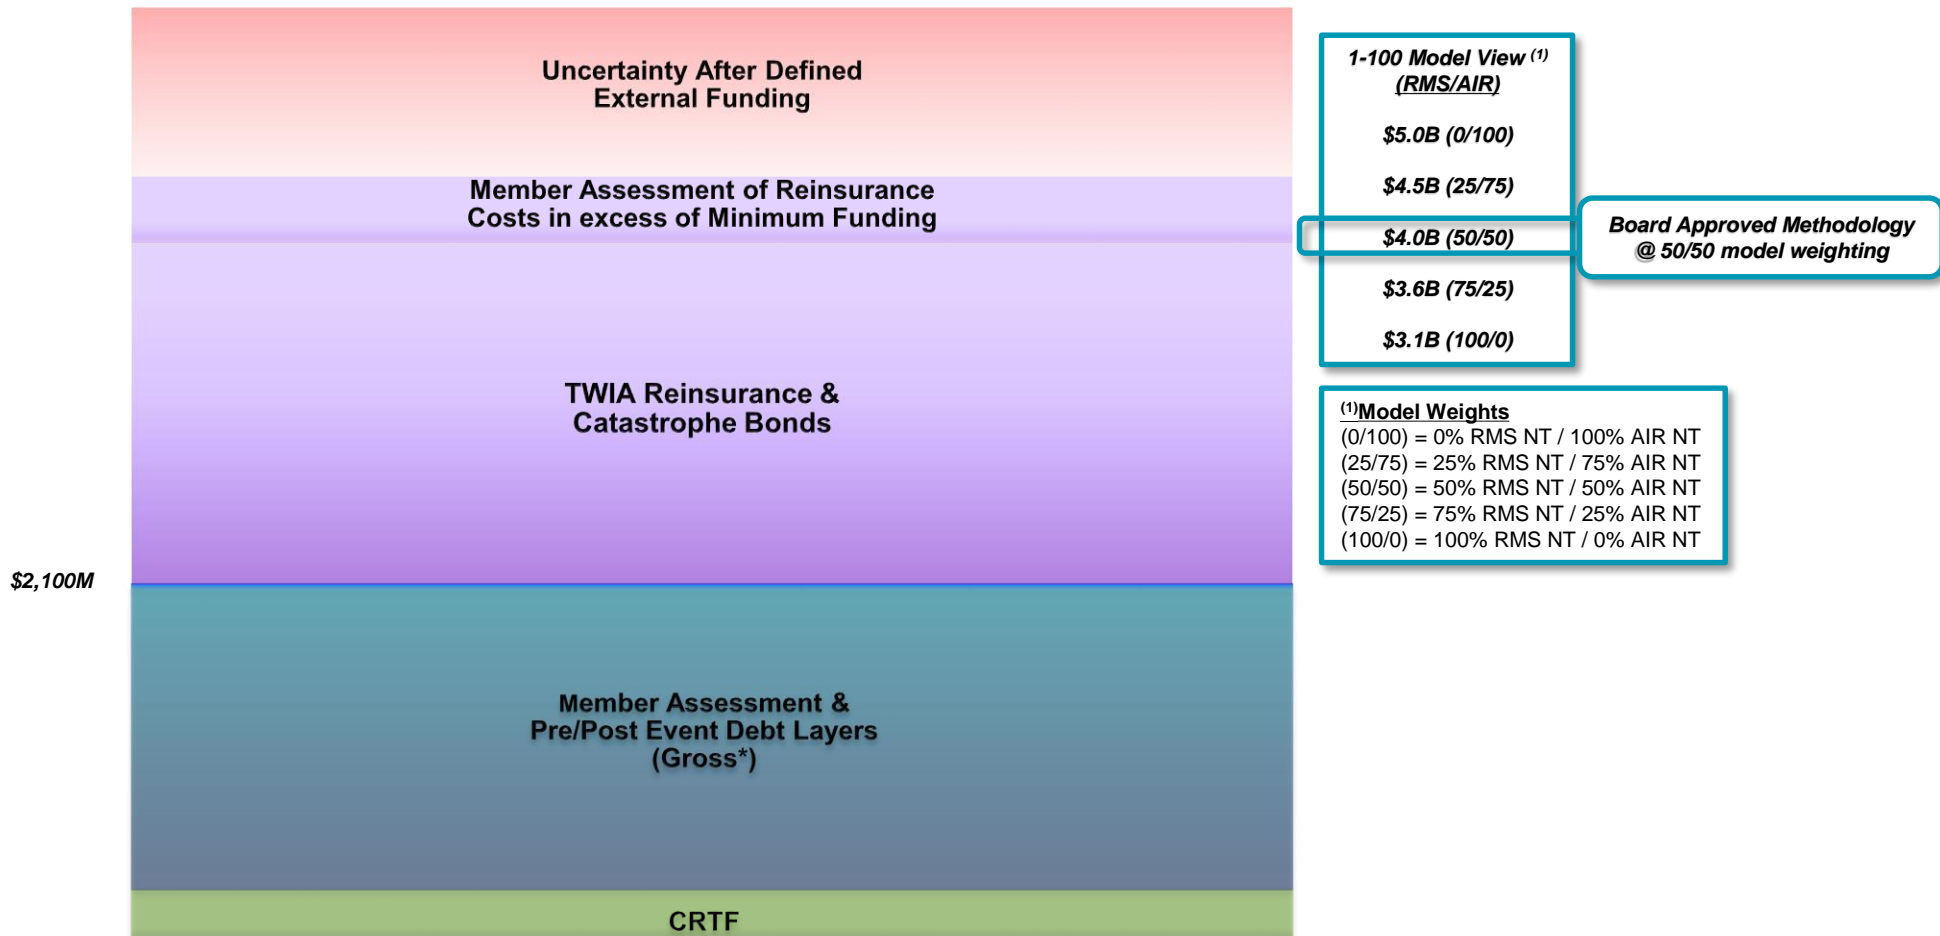 Uncertainty After Defined
External Funding
Member Assessment of Reinsurance
Costs in excess of Minimum Funding
TWIA Reinsurance &
Catastrophe Bonds
$2,100M
Member Assessment &
Pre/Post Event Debt Layers
(Gross*)
CRTF
1-100 Model View (1)
(RMS/AIR)
$5.0B (0/100)
$4.5B (25/75)
$4.0B (50/50)
$3.6B (75/25)
$3.1B (100/0)
Board Approved Methodology
@ 50/50 model weighting
(1)Model Weights
(0/100) = 0% RMS NT / 100% AIR NT
(25/75) = 25% RMS NT / 75% AIR NT
(50/50) = 50% RMS NT / 50% AIR NT
(75/25) = 75% RMS NT / 25% AIR NT
(100/0) = 100% RMS NT / 0% AIR NT